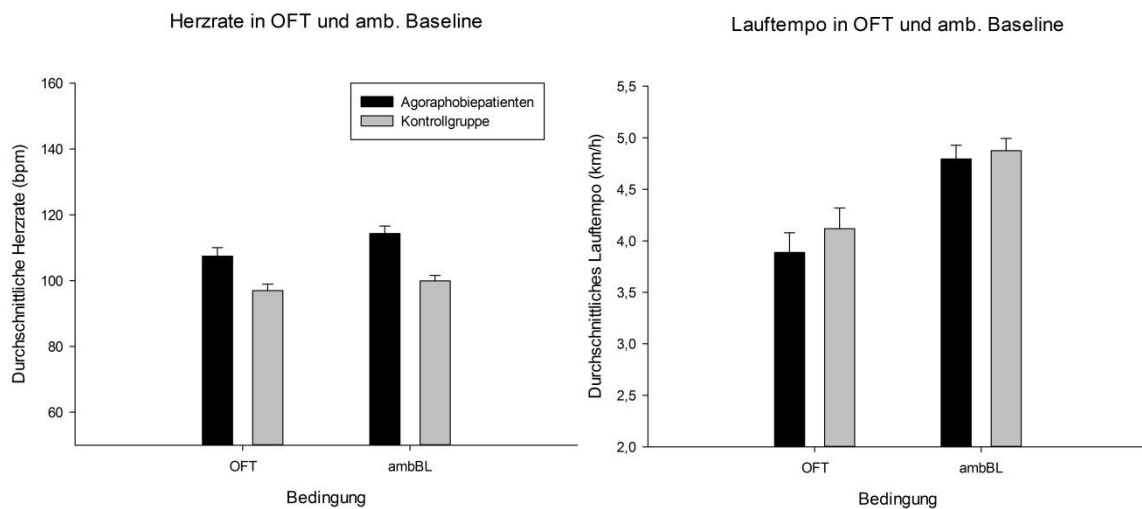 Herzrate in OFT und amb. Baseline
Durchschnittliche Herzrate (bpm)
160
140
120
100
80
60
Agoraphobiepatienten
Kontrollgruppe
OFT
ambBL
Bedingung
Lauftempo in OFT und amb. Baseline
Durchschnittliches Lauftempo (km/h)
5,5
5,0
4,5
4,0
3,5
3,0
2,5
2,0
OFT
ambBL
Bedingung